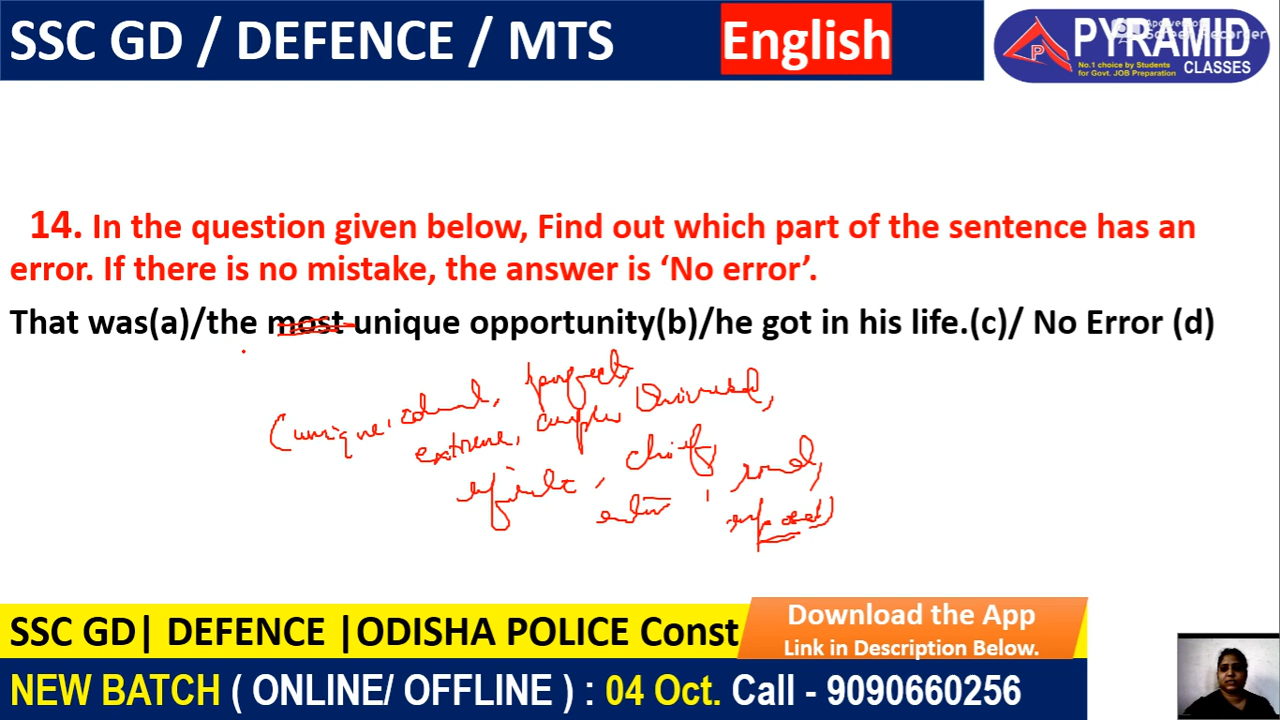 SSC GD / DEFENCE / MTS
English
PYRAMID
CLASSES
No.1 choice by Students
for Govt. JOB Preparation
14. In the question given below, Find out which part of the sentence has an
error. If there is no mistake, the answer is ‘No error’.
That was(a)/the most unique opportunity(b)/he got in his life.(c)/ No Error (d)
perfect,
(unique, universal,
extreme,
chief,
SSC GD| DEFENCE |ODISHA POLICE Const
Download the App
Link in Description Below.
NEW BATCH ( ONLINE/ OFFLINE ) : 04 Oct. Call - 9090660256